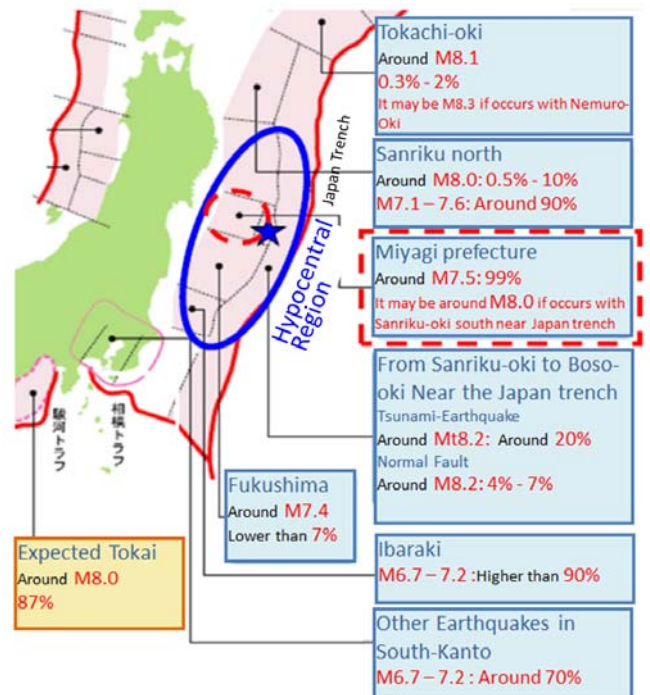 Tokachi-oki
Around M8.1
0.3% - 2%
It may be M8.3 if occurs with Nemuro-
Oki
Sanriku north
Around M8.0: 0.5% - 10%
M7.1 – 7.6: Around 90%
Miyagi prefecture
Around M7.5: 99%
It may be around M8.0 if occurs with
Sanriku-oki south near Japan trench
From Sanriku-oki to Boso-
oki Near the Japan trench
Tsunami-Earthquake
Around Mt8.2: Around 20%
Normal Fault
Around M8.2: 4% - 7%
Ibaraki
M6.7 – 7.2 :Higher than 90%
Other Earthquakes in
South-Kanto
M6.7 – 7.2 : Around 70%
Fukushima
Around M7.4
Lower than 7%
Expected Tokai
Around M8.0
87%
Japan Trench
Hypocentral
Region
駿河トラフ
相模トラフ